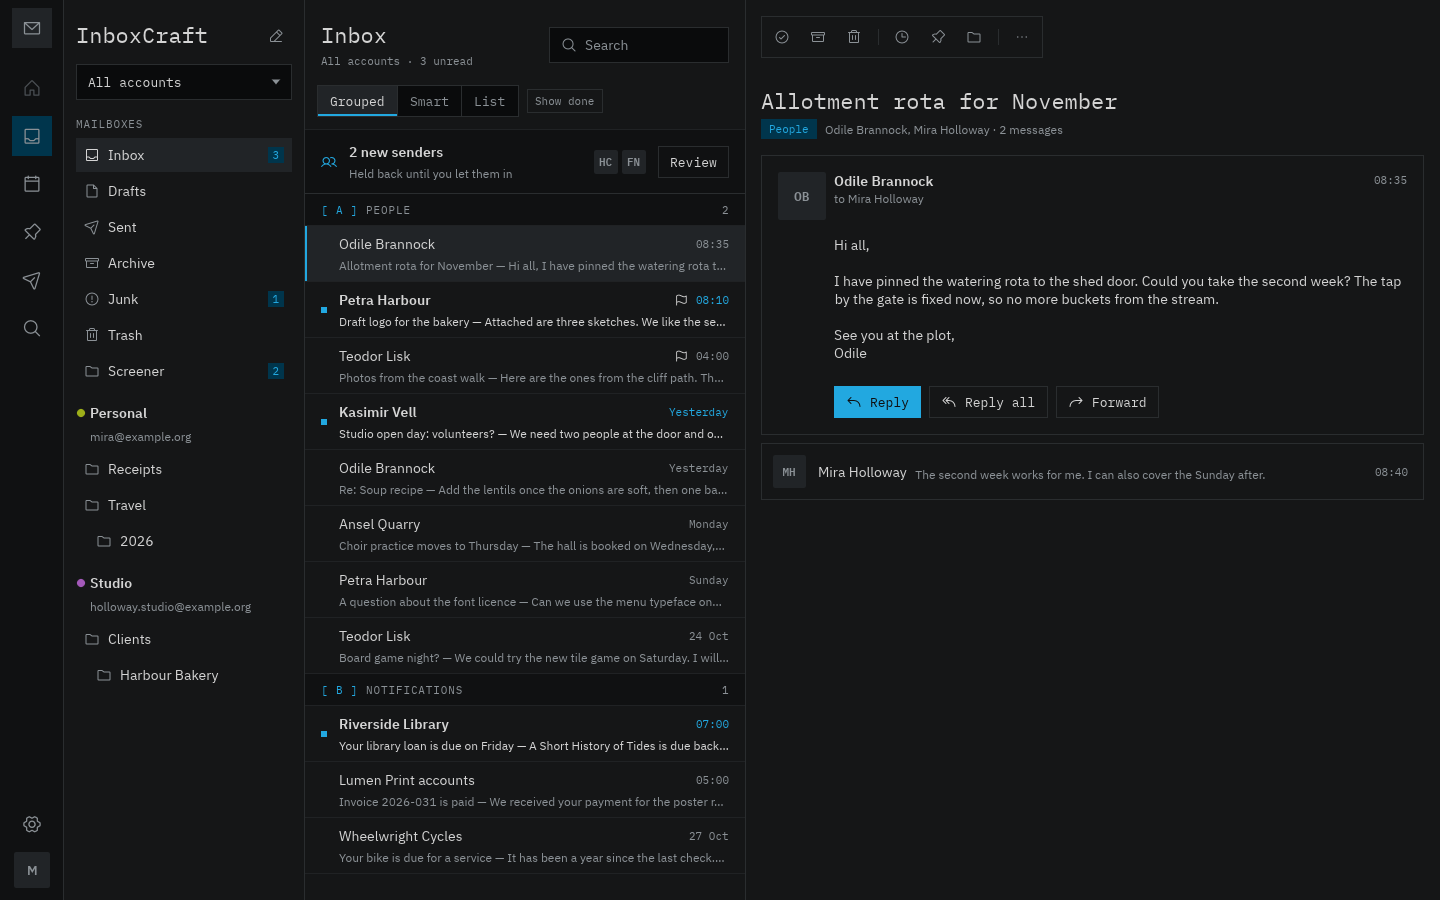 InboxCraft
All accounts
MAILBOXES
Inbox 3
Drafts
Sent
Archive
Junk 1
Trash
Screener 2
Personal
mira@example.org
Receipts
Travel
2026
Studio
holloway.studio@example.org
Clients
Harbour Bakery
M
Inbox
All accounts · 3 unread
Search
Grouped Smart List Show done
2 new senders
Held back until you let them in
HC FN Review
[ A ] PEOPLE 2
Odile Brannock 08:35
Allotment rota for November — Hi all, I have pinned the watering rota t…
Petra Harbour 08:10
Draft logo for the bakery — Attached are three sketches. We like the se…
Teodor Lisk 04:00
Photos from the coast walk — Here are the ones from the cliff path. Th…
Kasimir Vell Yesterday
Studio open day: volunteers? — We need two people at the door and o…
Odile Brannock Yesterday
Re: Soup recipe — Add the lentils once the onions are soft, then one ba…
Ansel Quarry Monday
Choir practice moves to Thursday — The hall is booked on Wednesday,…
Petra Harbour Sunday
A question about the font licence — Can we use the menu typeface on…
Teodor Lisk 24 Oct
Board game night? — We could try the new tile game on Saturday. I will…
[ B ] NOTIFICATIONS 1
Riverside Library 07:00
Your library loan is due on Friday — A Short History of Tides is due back…
Lumen Print accounts 05:00
Invoice 2026-031 is paid — We received your payment for the poster r…
Wheelwright Cycles 27 Oct
Your bike is due for a service — It has been a year since the last check.…
Allotment rota for November
People Odile Brannock, Mira Holloway · 2 messages
OB
Odile Brannock 08:35
to Mira Holloway
Hi all,
I have pinned the watering rota to the shed door. Could you take the second week? The tap
by the gate is fixed now, so no more buckets from the stream.
See you at the plot,
Odile
Reply Reply all Forward
MH Mira Holloway The second week works for me. I can also cover the Sunday after. 08:40